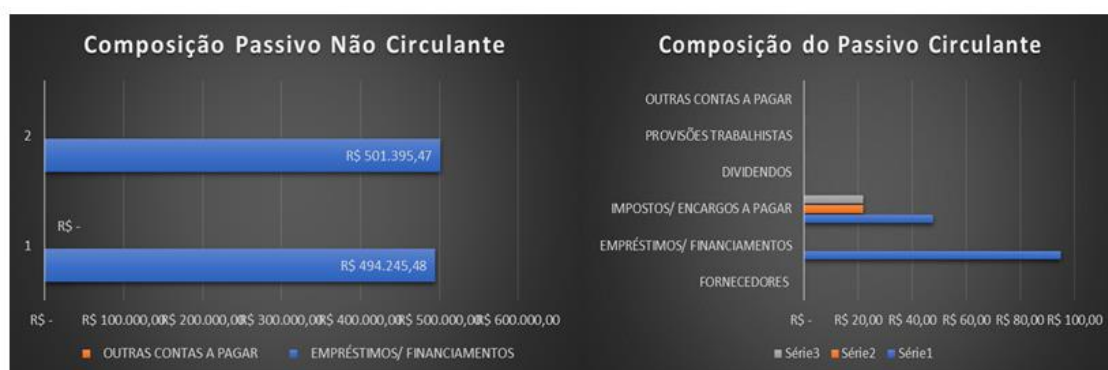 Composição Passivo Não Circulante
2
R$ 501.395,47
R$ -
1
R$ 494.245,48
R$ - R$ 100.000,00 R$ 200.000,00 R$ 300.000,00 R$ 400.000,00 R$ 500.000,00 R$ 600.000,00
OUTRAS CONTAS A PAGAR EMPRÉSTIMOS/ FINANCIAMENTOS
Composição do Passivo Circulante
OUTRAS CONTAS A PAGAR
PROVISÕES TRABALHISTAS
DIVIDENDOS
IMPOSTOS/ ENCARGOS A PAGAR
EMPRÉSTIMOS/ FINANCIAMENTOS
FORNECEDORES
R$ - R$ 20,00 R$ 40,00 R$ 60,00 R$ 80,00 R$ 100,00
Série3 Série2 Série1